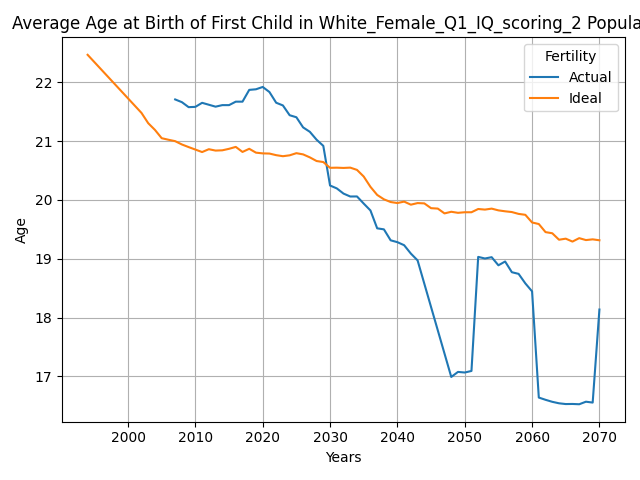 Average Age at Birth of First Child in White_Female_Q1_IQ_scoring_2 Popula
Fertility
Actual
Ideal
Age
22
21
20
19
18
17
2000 2010 2020 2030 2040 2050 2060 2070
Years